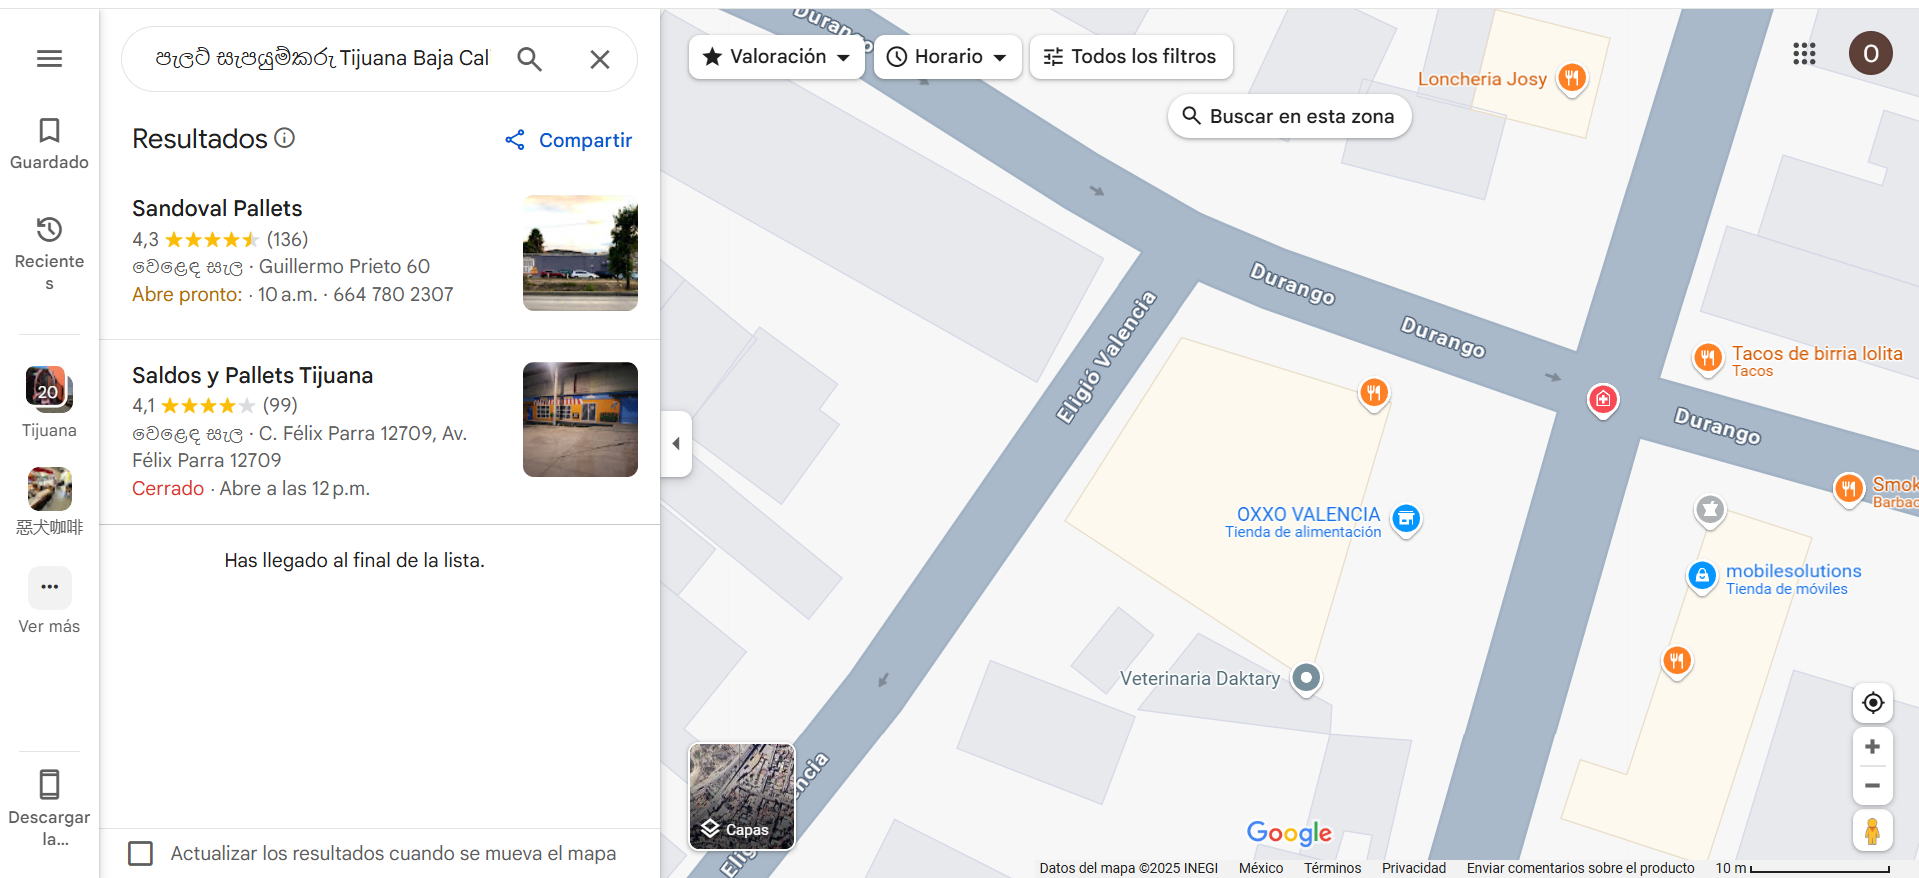 පැලට් සැපයුම්කරු Tijuana Baja Cal
Guardado
Reciente
s
20
Tijuana
惡犬咖啡
Ver más
Descargar
la...
Resultados
Compartir
Sandoval Pallets
4,3 (136)
වෙළෙඳ සැල · Guillermo Prieto 60
Abre pronto: · 10 a.m. · 664 780 2307
Saldos y Pallets Tijuana
4,1 (99)
වෙළෙඳ සැල · C. Félix Parra 12709, Av.
Félix Parra 12709
Cerrado · Abre a las 12 p.m.
Has llegado al final de la lista.
Actualizar los resultados cuando se mueva el mapa
Valoración
Horario
Todos los filtros
Buscar en esta zona
O
Durango
Loncheria Josy
Durango
Durango
Eligió Valencia
Tacos de birria lolita
Tacos
Durango
Smok
Barbac
OXXO VALENCIA
Tienda de alimentación
mobilesolutions
Tienda de móviles
Veterinaria Daktary
Capas
Google
Datos del mapa ©2025 INEGI México Términos Privacidad Enviar comentarios sobre el producto 10 m